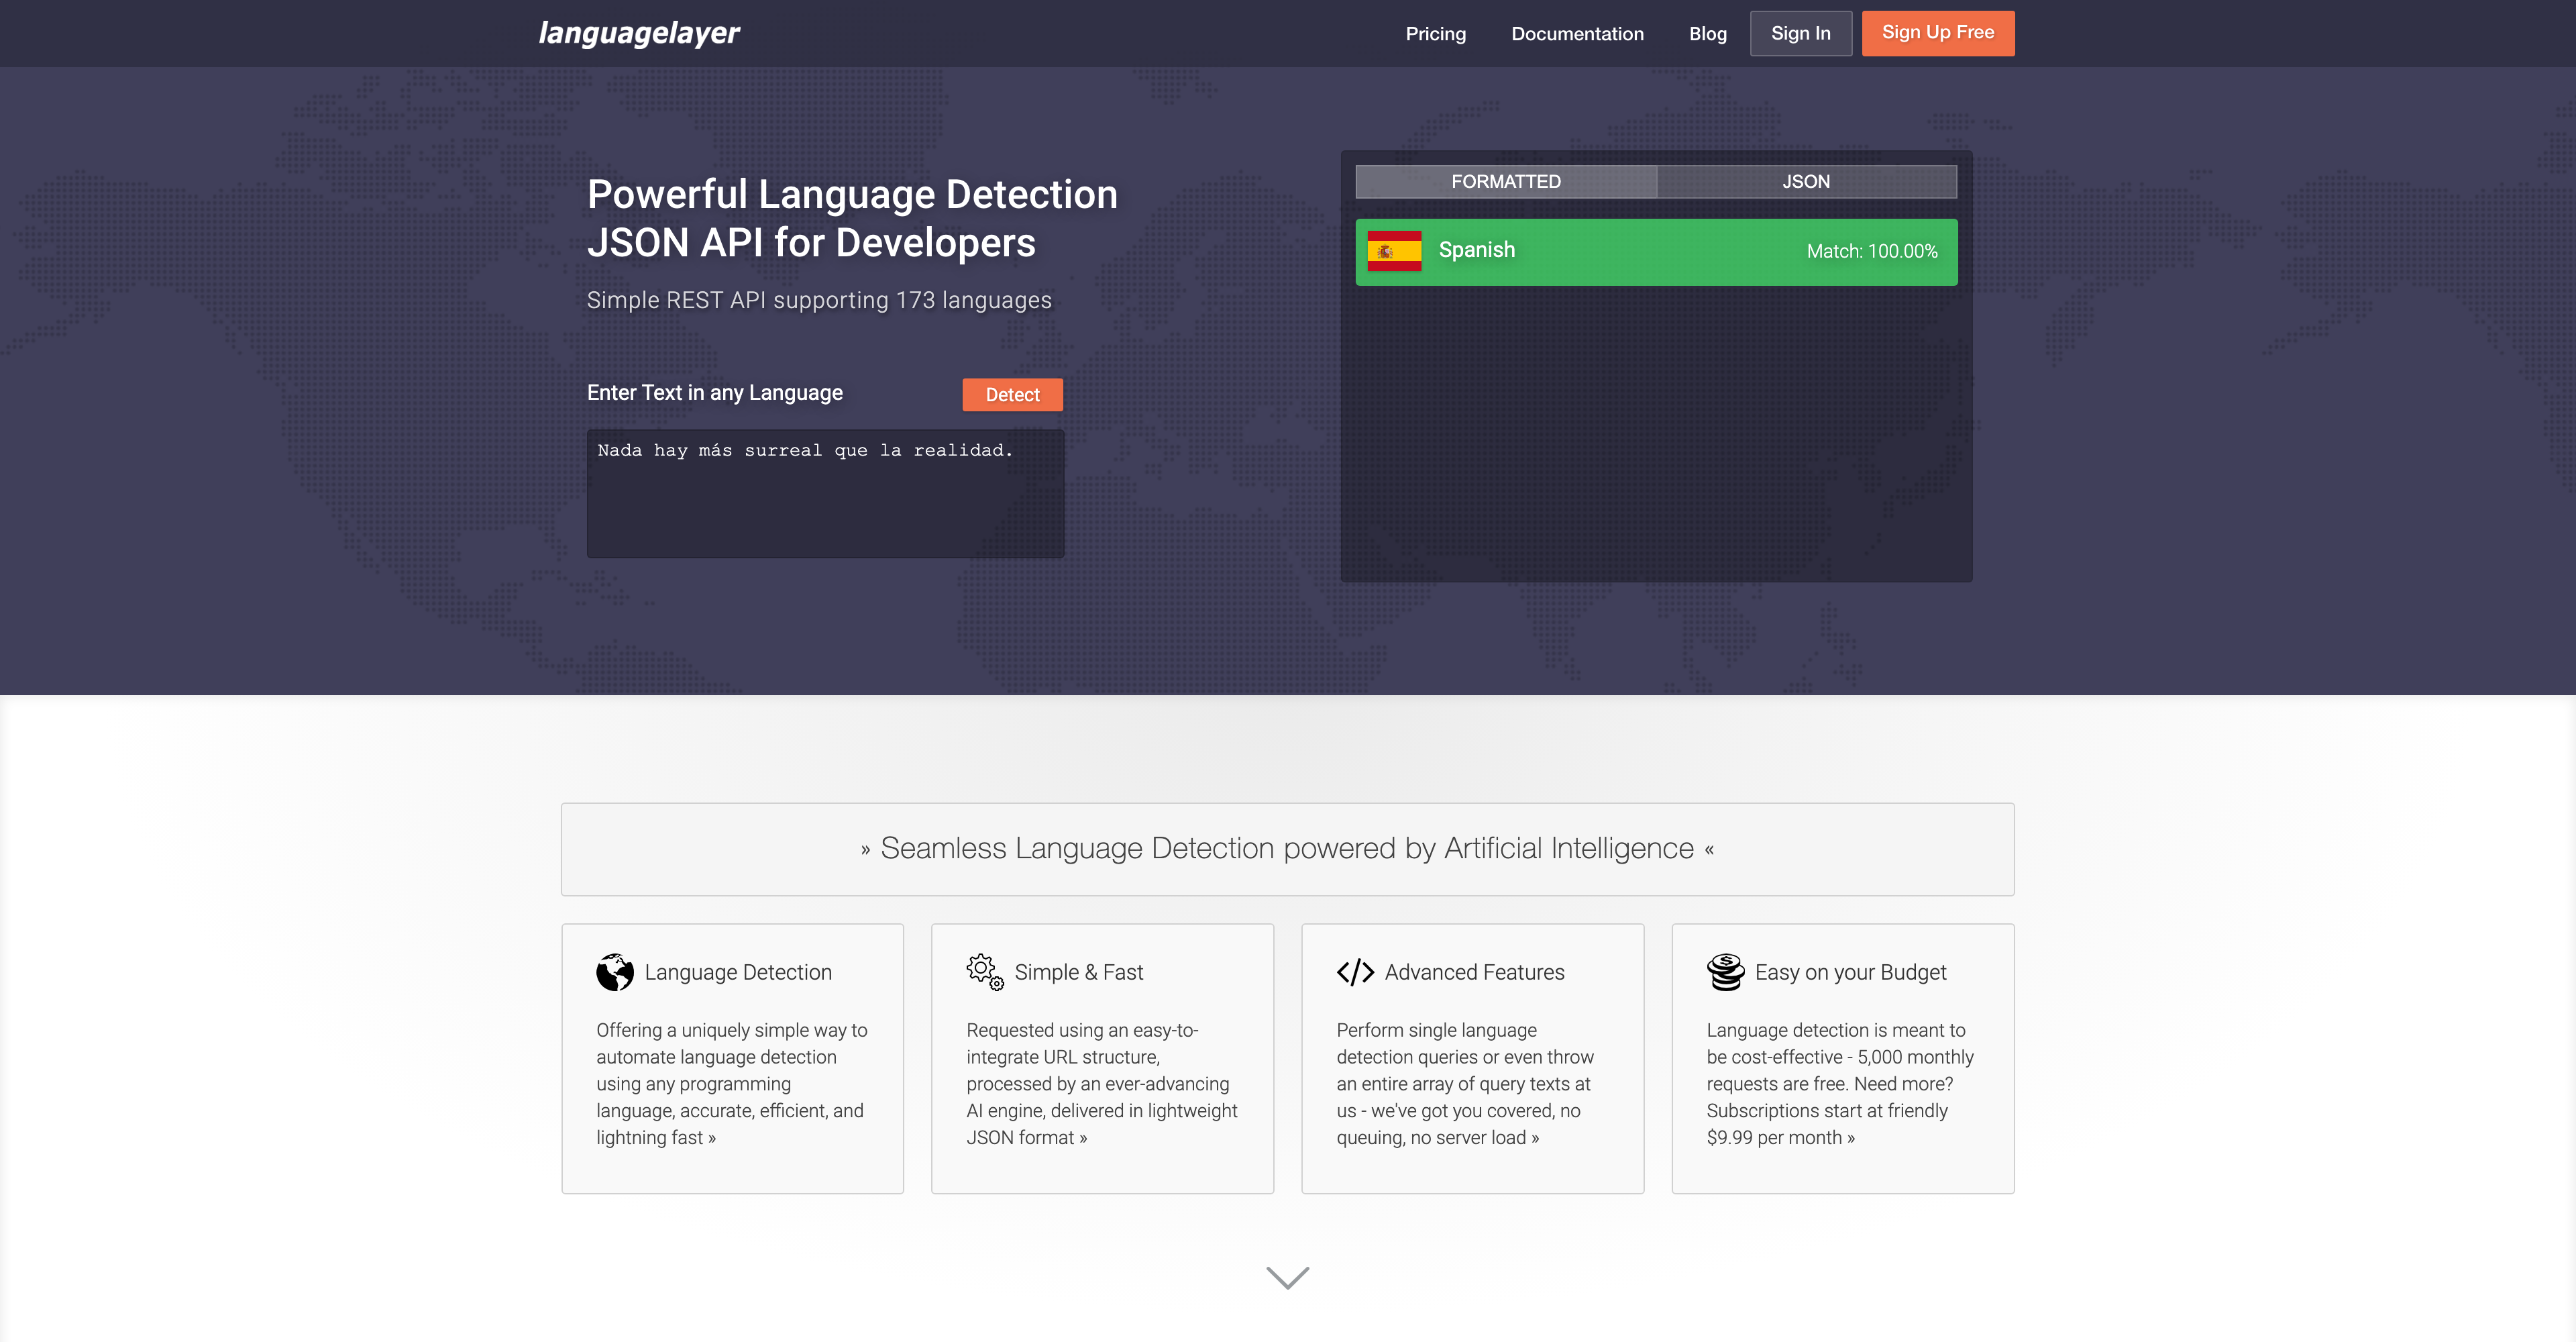 languagelayer
Pricing
Documentation
Blog
Sign In
Sign Up Free
Powerful Language Detection
JSON API for Developers
Simple REST API supporting 173 languages
Enter Text in any Language
Detect
Nada hay más surreal que la realidad.
FORMATTED
JSON
Spanish
Match: 100.00%
» Seamless Language Detection powered by Artificial Intelligence «
Language Detection
Offering a uniquely simple way to
automate language detection
using any programming
language, accurate, efficient, and
lightning fast »
Simple & Fast
Requested using an easy-to-
integrate URL structure,
processed by an ever-advancing
AI engine, delivered in lightweight
JSON format »
</> Advanced Features
Perform single language
detection queries or even throw
an entire array of query texts at
us - we've got you covered, no
queuing, no server load »
Easy on your Budget
Language detection is meant to
be cost-effective - 5,000 monthly
requests are free. Need more?
Subscriptions start at friendly
$9.99 per month »